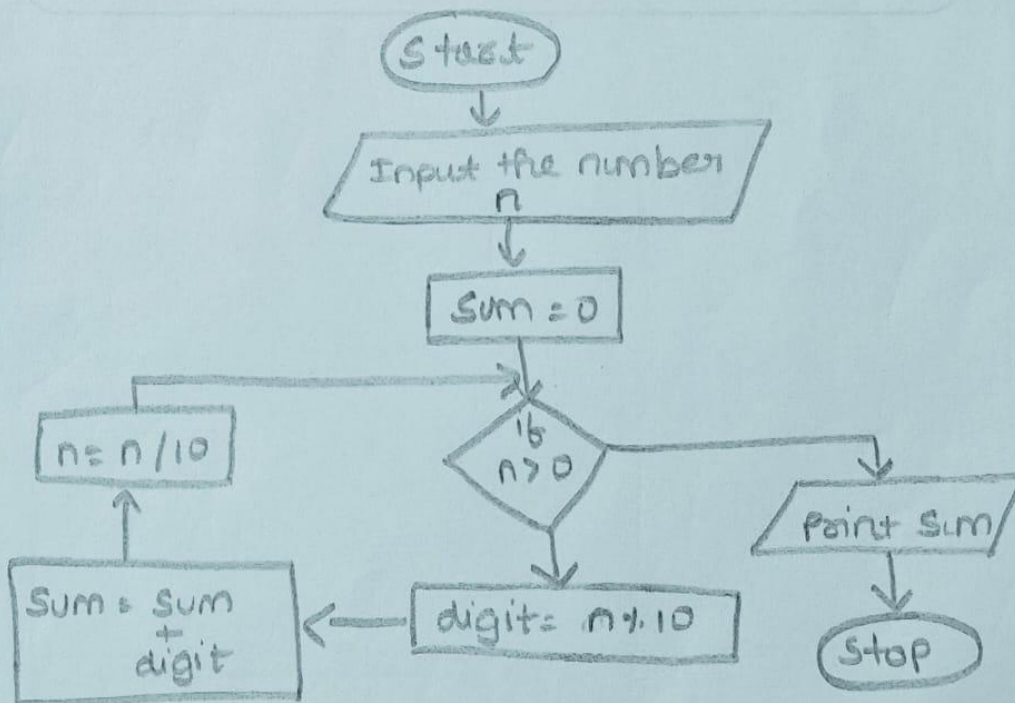 Start
Input the number
n
Sum = 0
if
n > 0
n = n / 10
Print Sum
digit = n % 10
Sum = Sum
+
digit
Stop